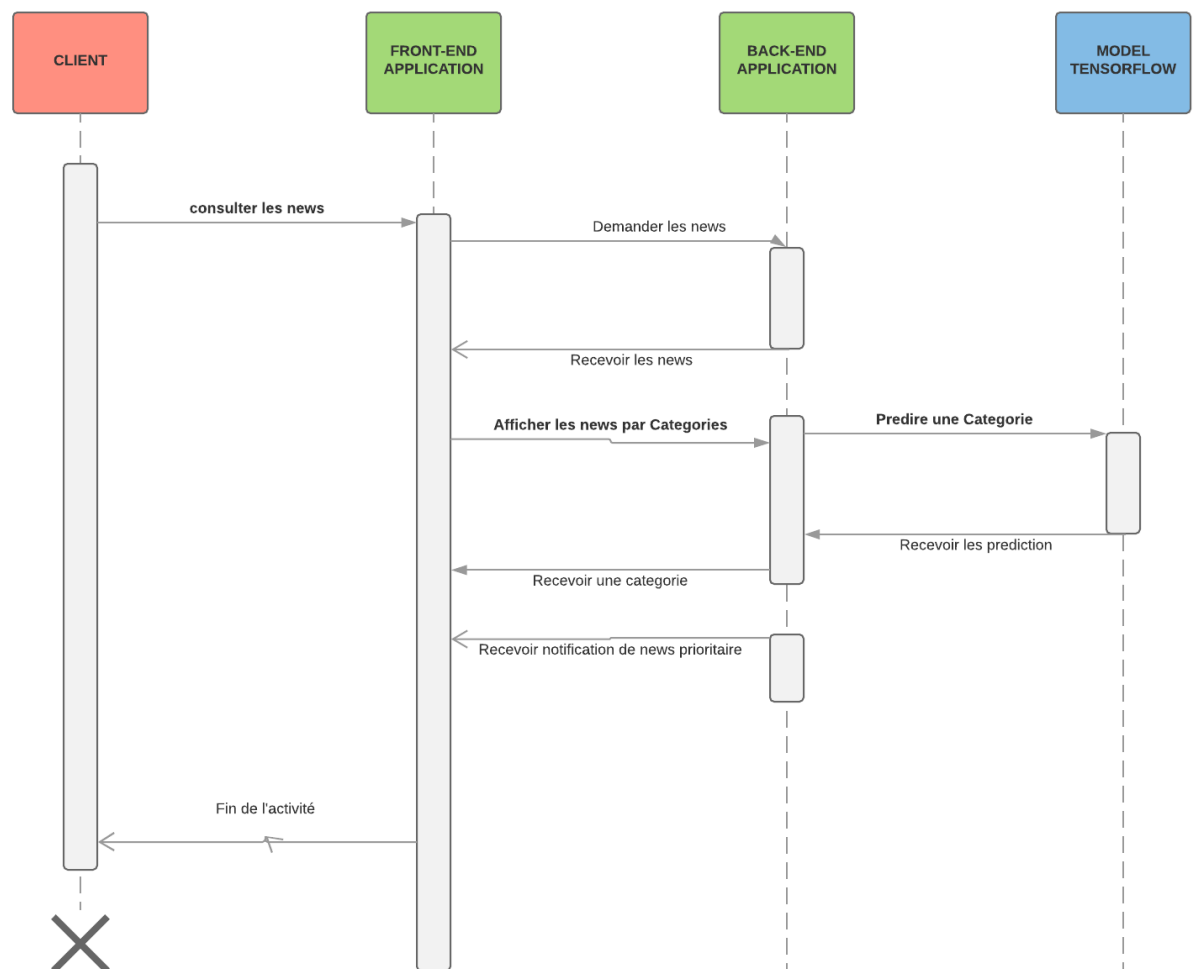 CLIENT
FRONT-END
APPLICATION
BACK-END
APPLICATION
MODEL
TENSORFLOW
consulter les news
Demander les news
Recevoir les news
Afficher les news par Categories
Predire une Categorie
Recevoir les prediction
Recevoir une categorie
Recevoir notification de news prioritaire
Fin de l'activité